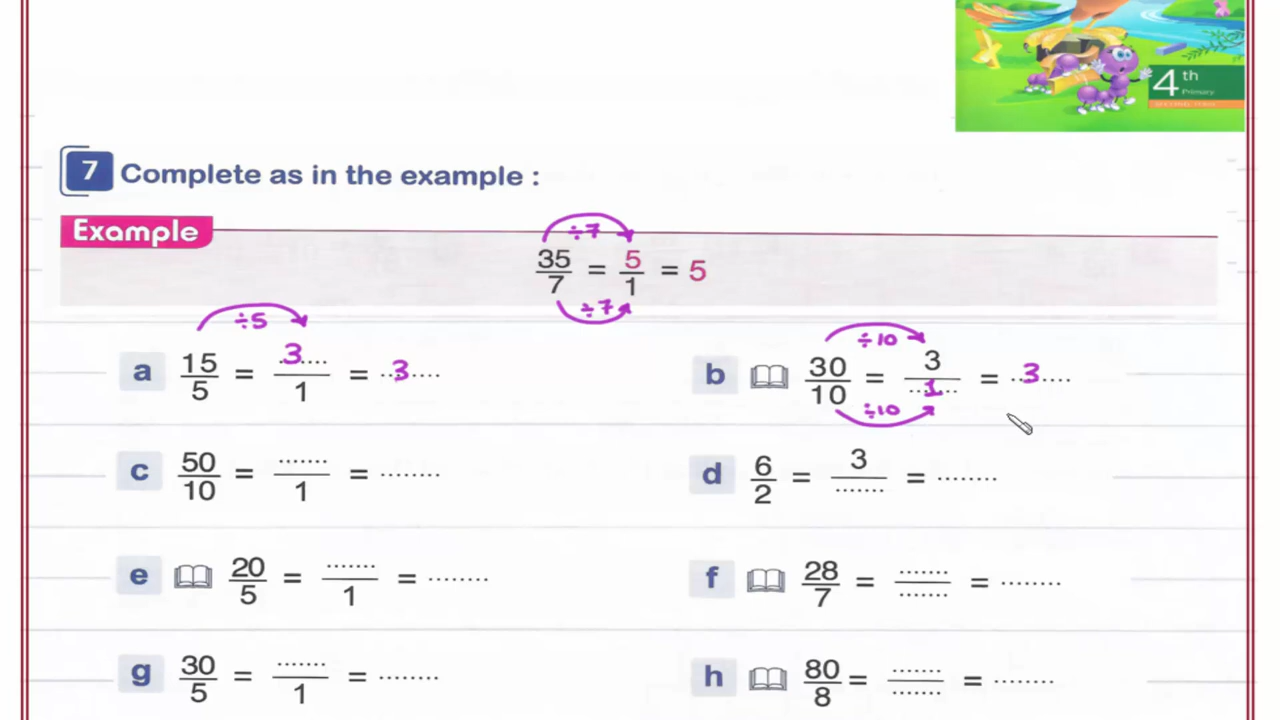 4th
Primary
7 Complete as in the example :
Example
÷7
35/7 = 5/1 = 5
÷7
÷5
a 15/5 = .3..../1 = ..3.....
÷10
b 30/10 = 3/...1.... = ..3.....
÷10
c 50/10 = ......./1 = ........
d 6/2 = 3/....... = ........
e 20/5 = ......./1 = ........
f 28/7 = ......./....... = ........
g 30/5 = ......./1 = ........
h 80/8 = ......./....... = ........